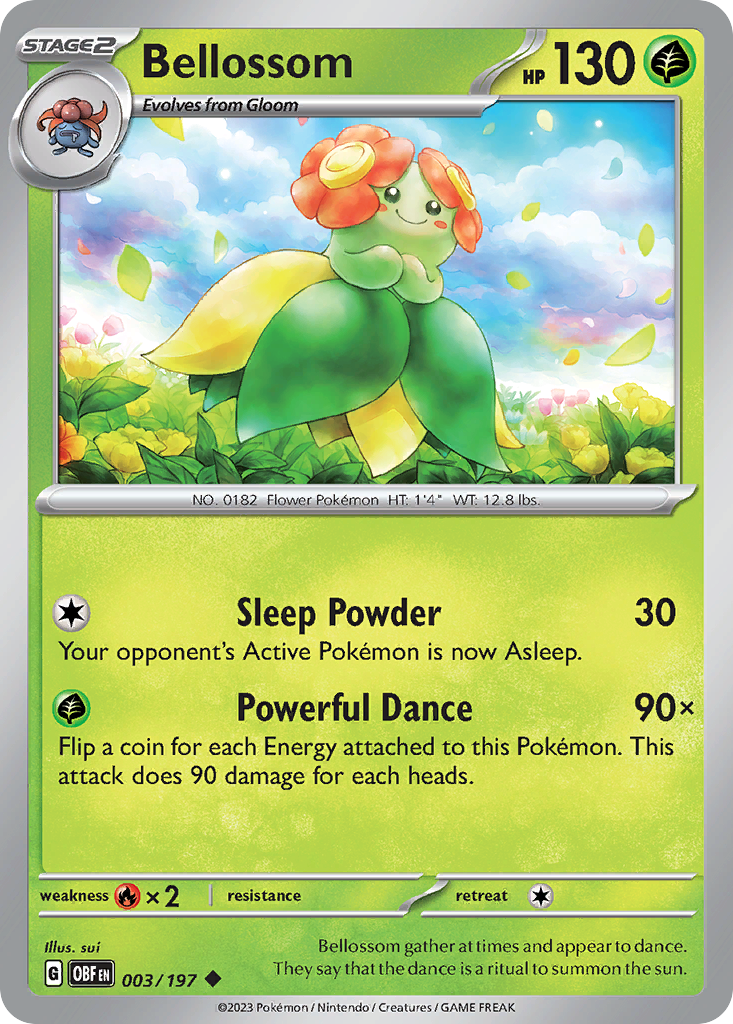 STAGE2
Bellossom
HP 130
Evolves from Gloom
NO. 0182 Flower Pokémon HT: 1'4" WT: 12.8 lbs.
Sleep Powder 30
Your opponent's Active Pokémon is now Asleep.
Powerful Dance 90×
Flip a coin for each Energy attached to this Pokémon. This
attack does 90 damage for each heads.
weakness ×2 resistance retreat
Illus. sui
Bellossom gather at times and appear to dance.
They say that the dance is a ritual to summon the sun.
G OBF EN 003/197
©2023 Pokémon / Nintendo / Creatures / GAME FREAK